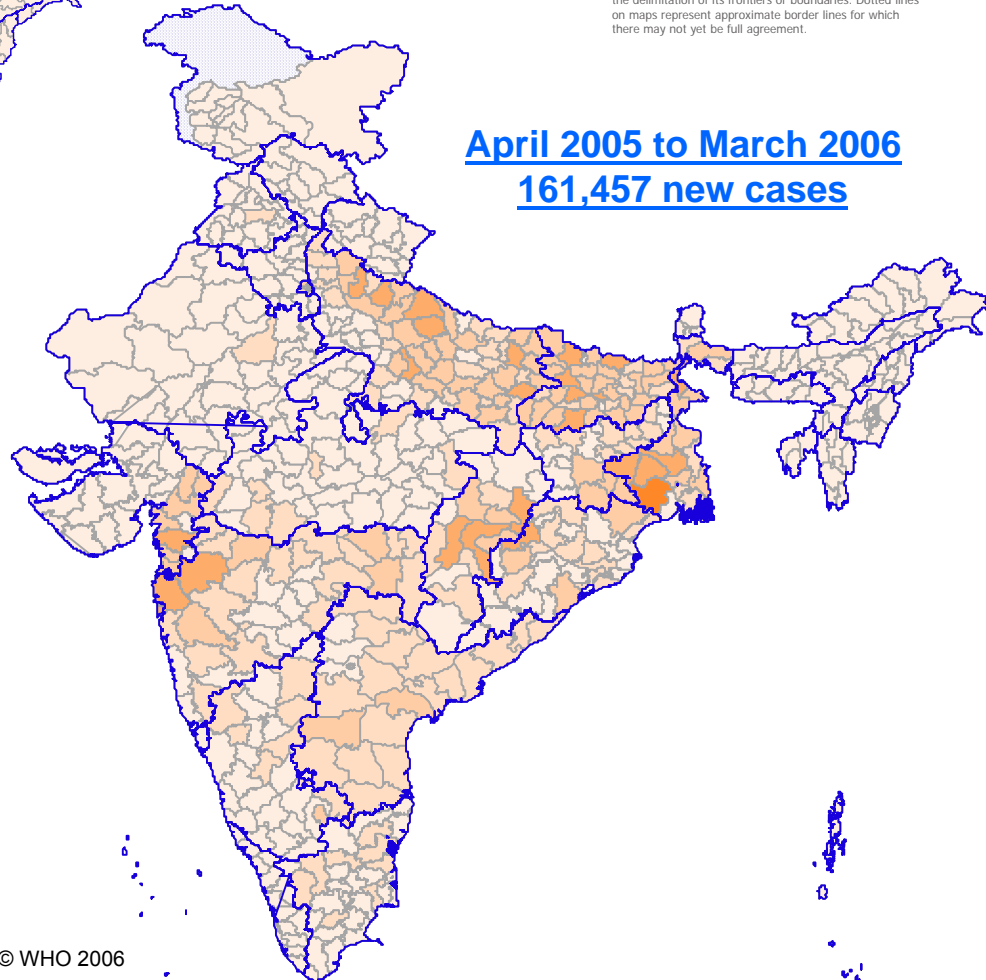 the delimitation of its frontiers or boundaries. Dotted lines
on maps represent approximate border lines for which
there may not yet be full agreement.
April 2005 to March 2006
161,457 new cases
© WHO 2006